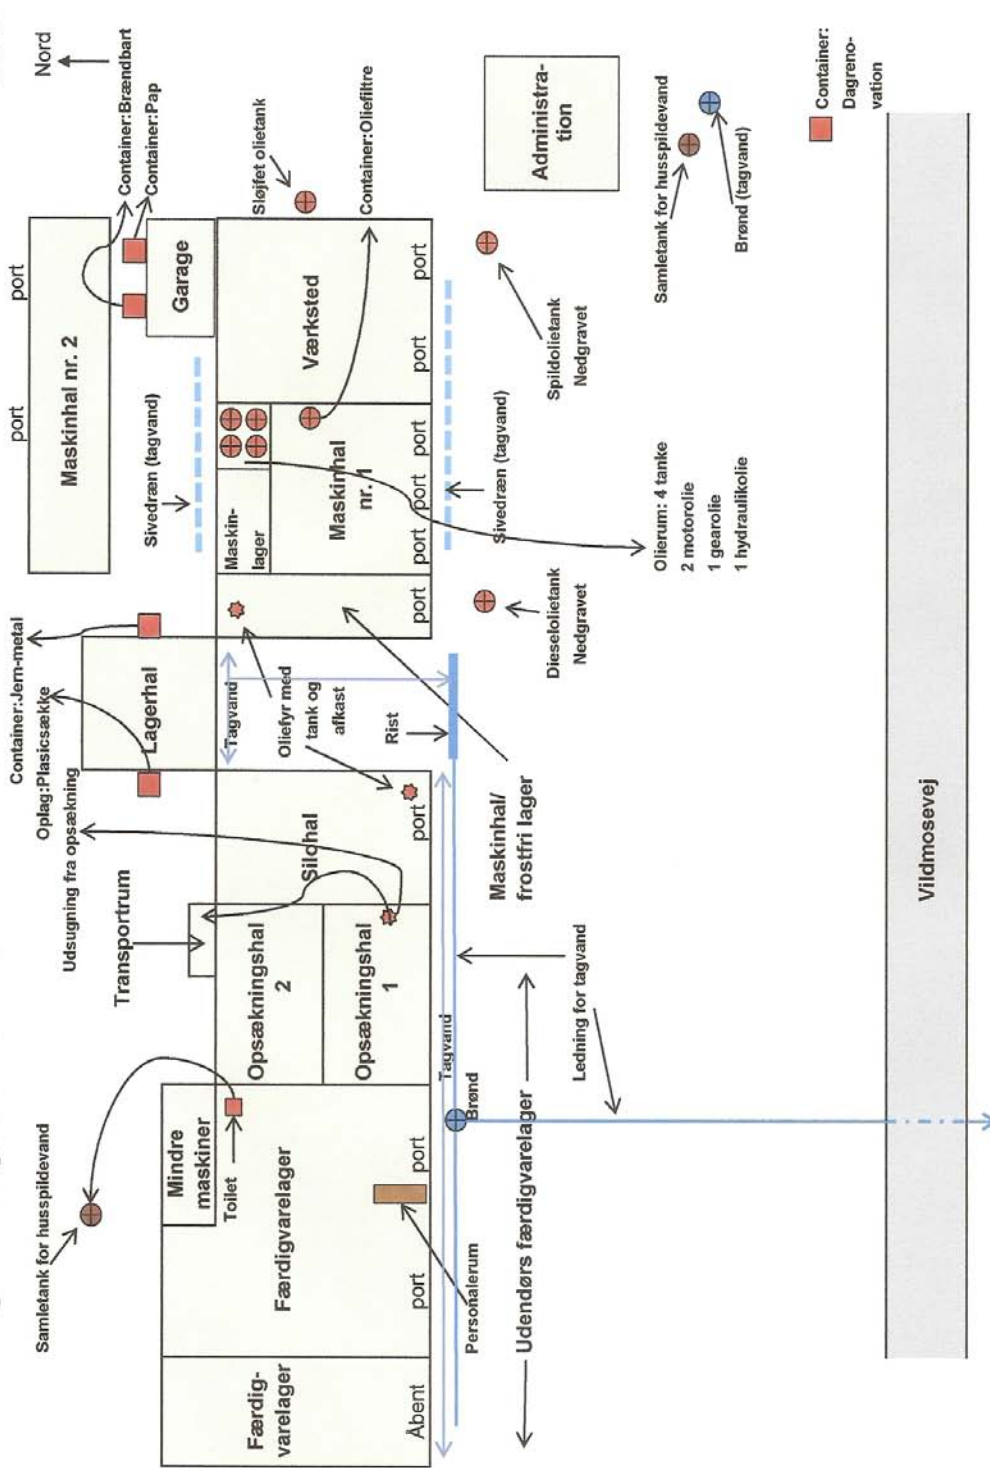 Nord
Container:Brændbart
Container:Pap
port
port
Maskinhal nr. 2
Garage
Sivedræn (tagvand)
Container:Jern-metal
Oplag:Plasicsække
Udsugning fra opsækning
Lagerhal
Transportrum
Samletank for husspildevand
Mindre
maskiner
Toilet
Færdig-
varelager
Åbent
Færdigvarelager
port
port
Personalerum
Opsækningshal
2
Opsækningshal
1
Silohal
port
Tagvand
Oliefyr med
tank og
afkast
Rist
Maskin-
lager
Maskinhal
nr. 1
port
port
port
port
Værksted
port
port
Sløjfet olietank
Container:Oliefiltre
Tagvand
Brønd
Udendørs færdigvarelager
Ledning for tagvand
Maskinhal/
frostfri lager
Dieselolietank
Nedgravet
Sivedræn (tagvand)
Spildolietank
Nedgravet
Olierum: 4 tanke
2 motorolie
1 gearolie
1 hydraulikolie
Administra-
tion
Samletank for husspildevand
Brønd (tagvand)
Container:
Dagreno-
vation
Vildmosevej